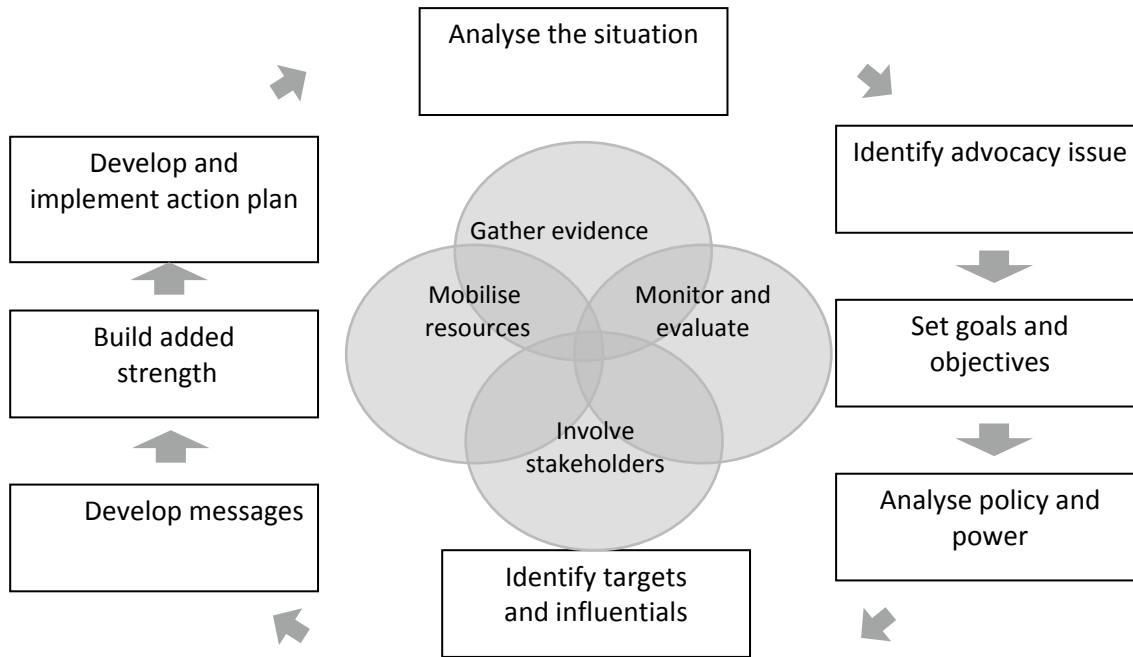 Analyse the situation
Develop and
implement action plan
Identify advocacy issue
Gather evidence
Mobilise
resources
Monitor and
evaluate
Build added
strength
Set goals and
objectives
Involve
stakeholders
Develop messages
Analyse policy and
power
Identify targets
and influentials